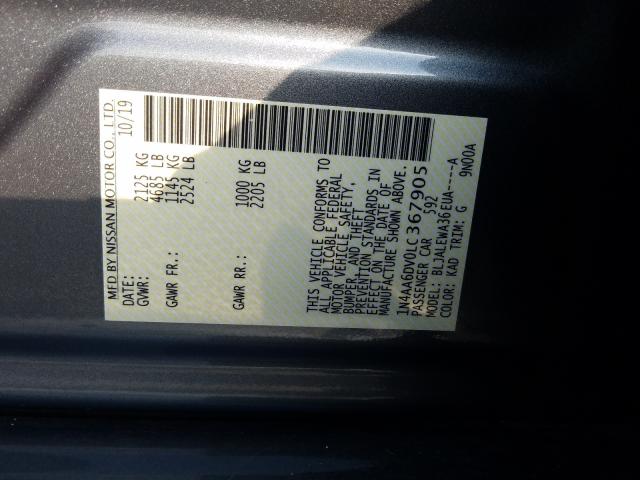 MFD BY NISSAN MOTOR CO., LTD.
DATE: 10/19
GVWR: 2125 KG
4685 LB
GAWR FR.: 1145 KG
2524 LB
GAWR RR.: 1000 KG
2205 LB
THIS VEHICLE CONFORMS TO
ALL APPLICABLE FEDERAL
MOTOR VEHICLE SAFETY,
BUMPER, AND THEFT
PREVENTION STANDARDS IN
EFFECT ON THE DATE OF
MANUFACTURE SHOWN ABOVE.
1N4AA6DV0LC367905
PASSENGER CAR 592
MODEL: BLJALEWA36EUA----A
COLOR: KAD TRIM: G 9N00A